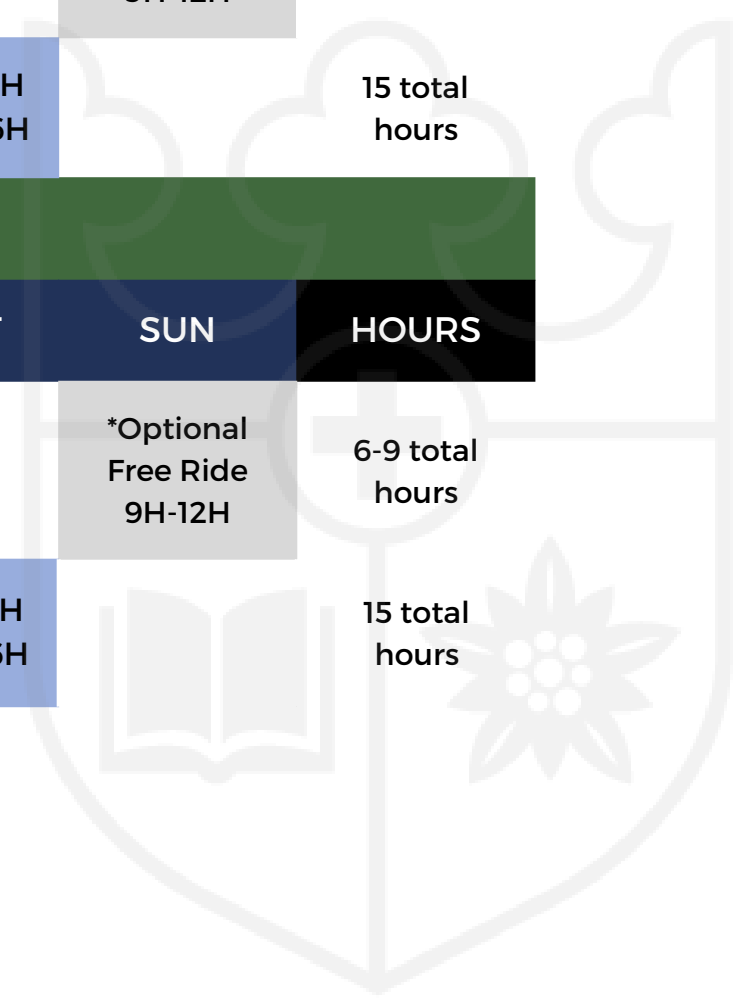 15 total
hours
SUN HOURS
*Optional
Free Ride
9H-12H
6-9 total
hours
15 total
hours